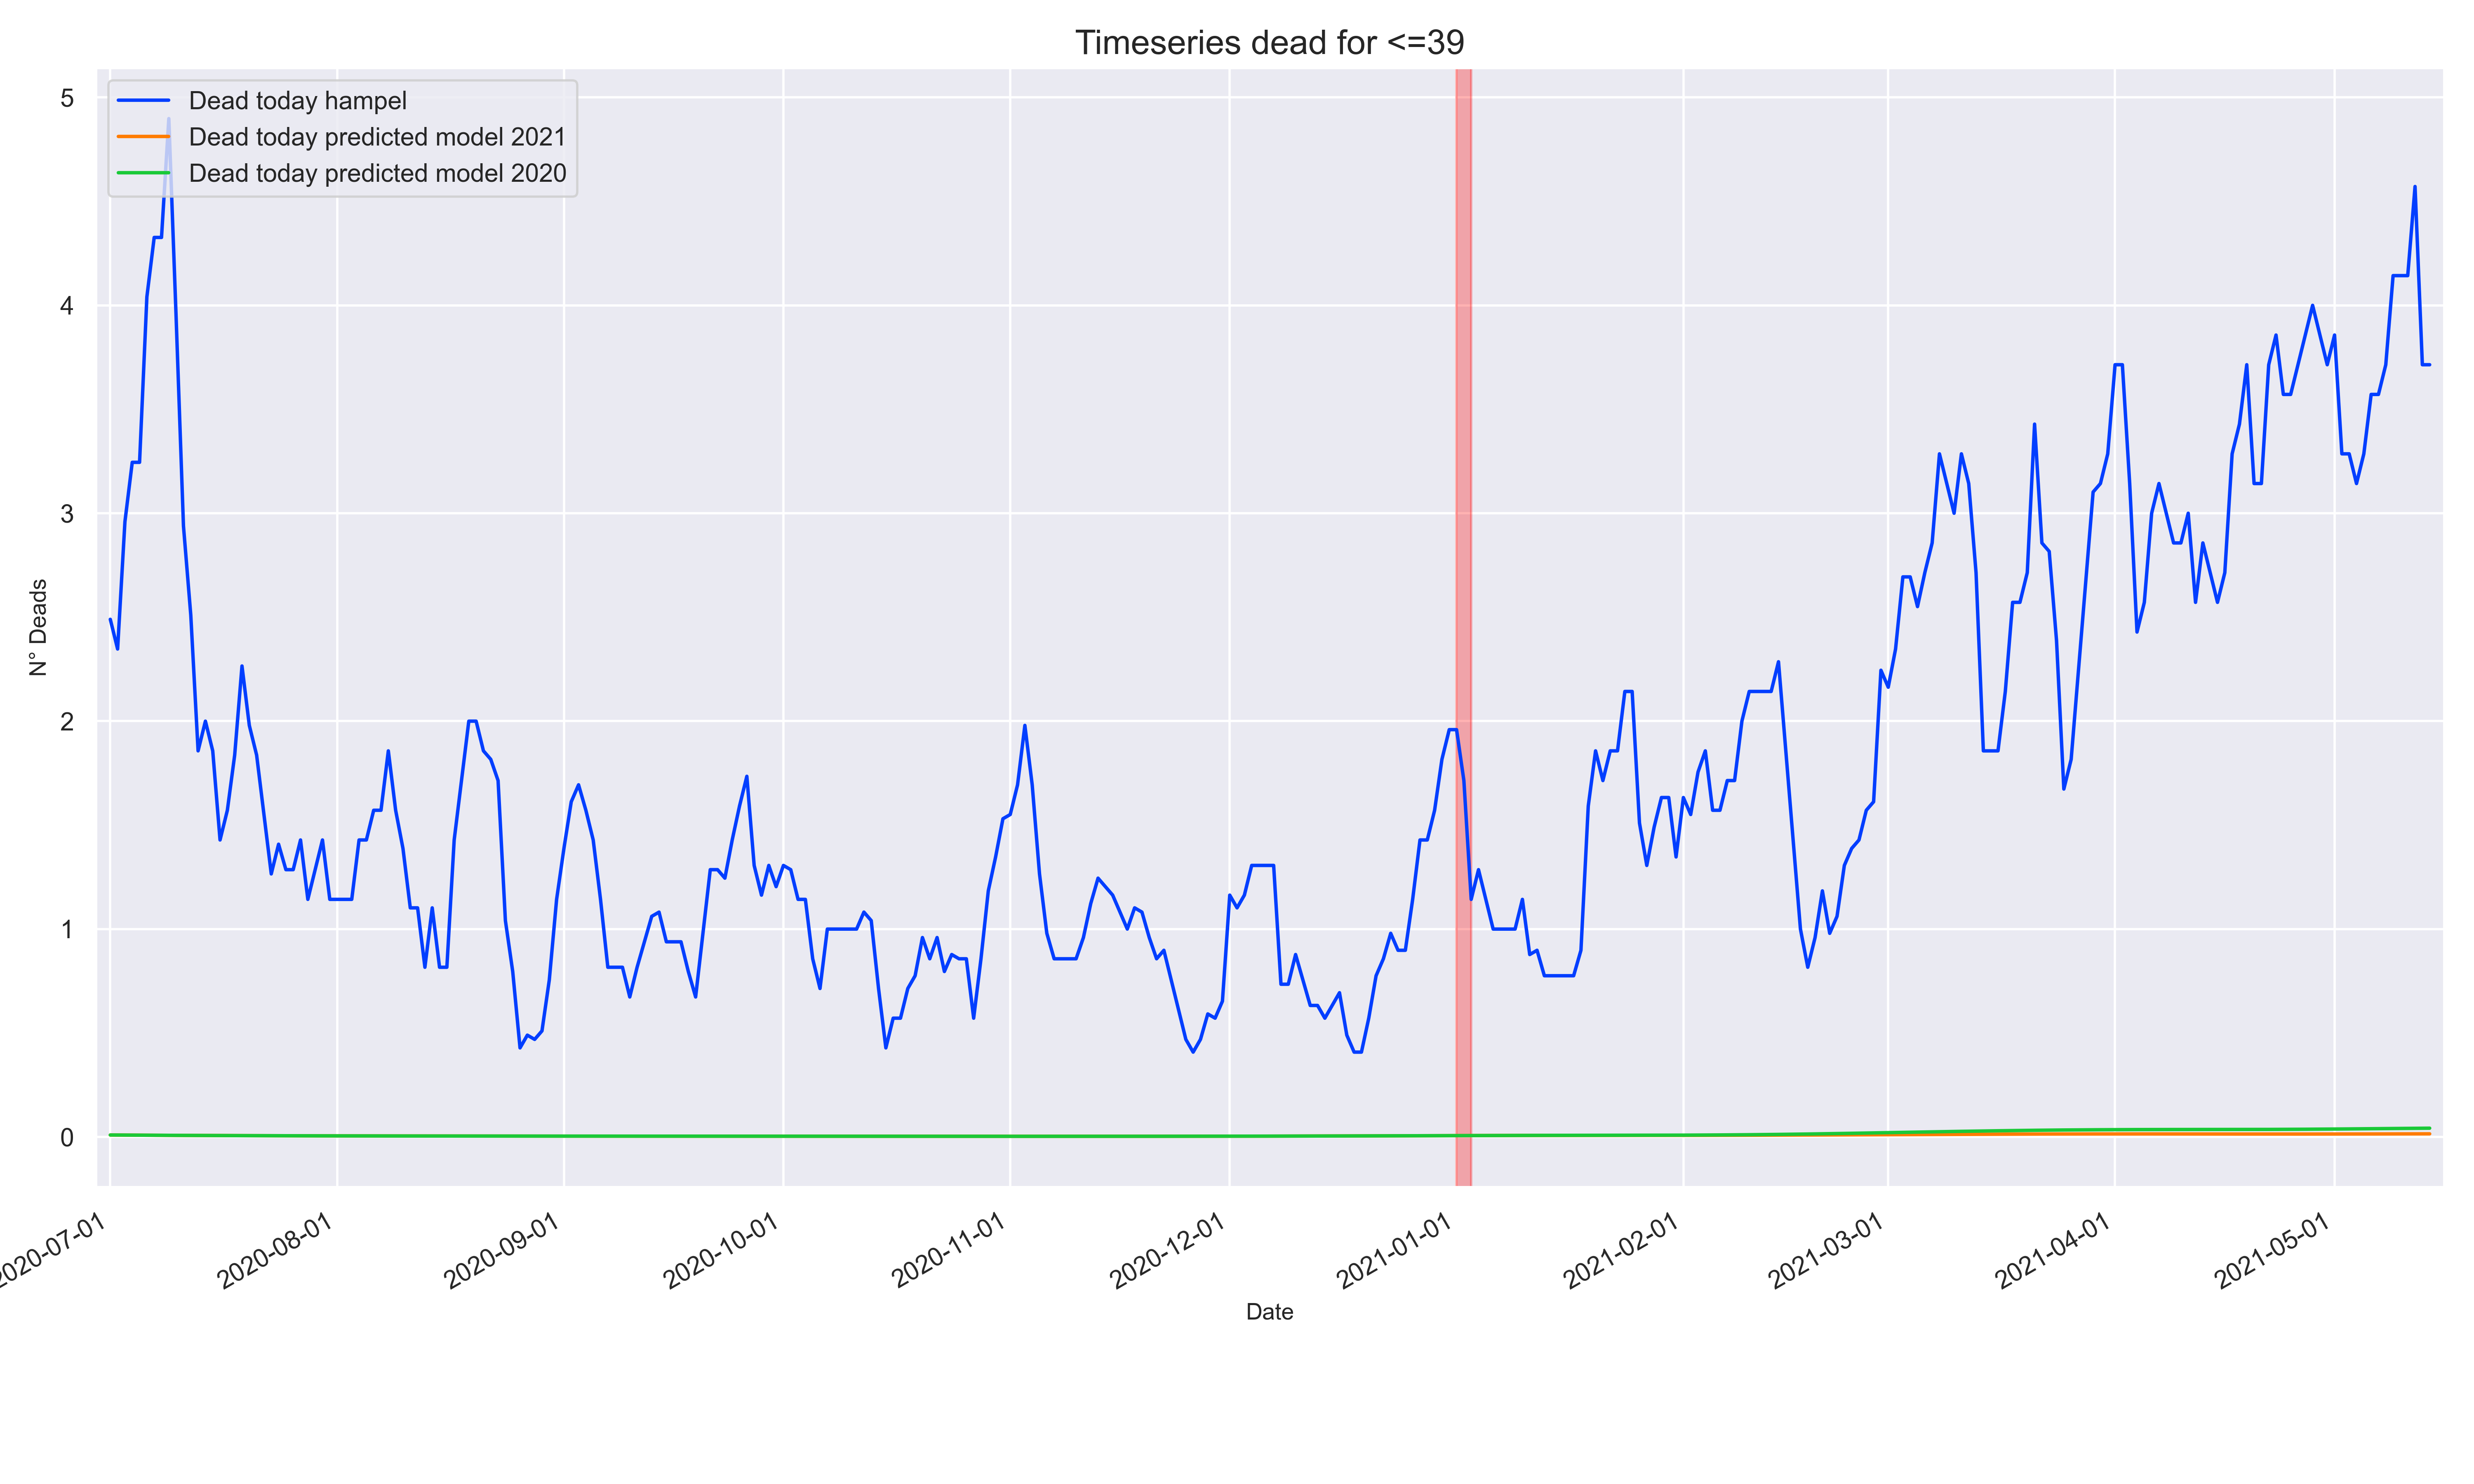 Timeseries dead for <=39
Dead today hampel
Dead today predicted model 2021
Dead today predicted model 2020
5
4
3
2
1
0
N° Deads
2020-07-01
2020-08-01
2020-09-01
2020-10-01
2020-11-01
2020-12-01
2021-01-01
2021-02-01
2021-03-01
2021-04-01
2021-05-01
Date